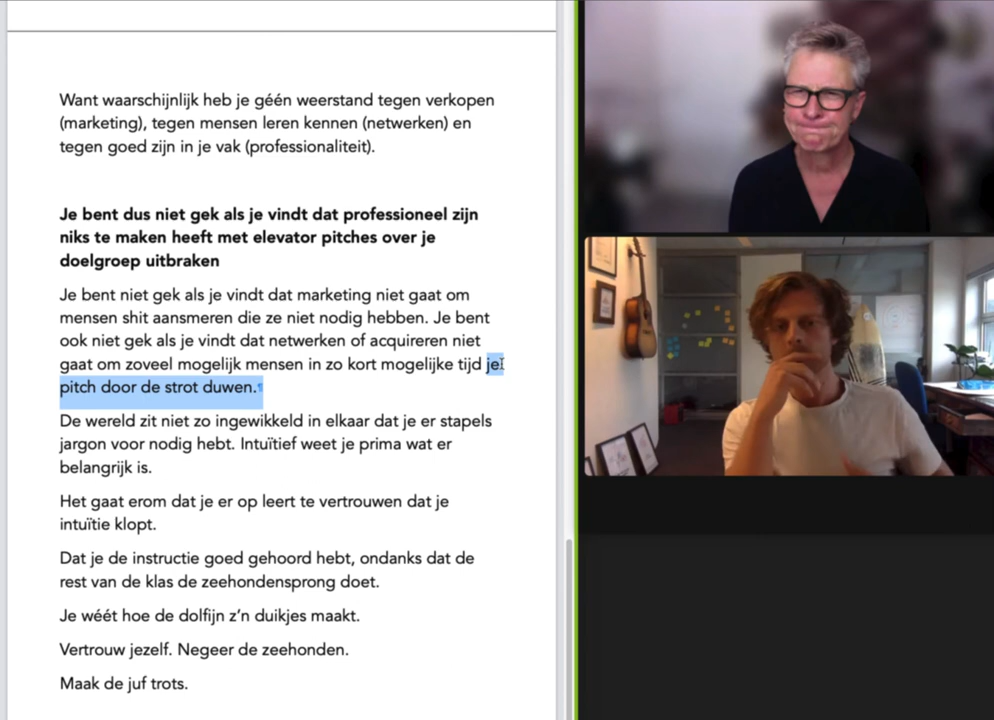 Want waarschijnlijk heb je géén weerstand tegen verkopen
(marketing), tegen mensen leren kennen (netwerken) en
tegen goed zijn in je vak (professionaliteit).
Je bent dus niet gek als je vindt dat professioneel zijn
niks te maken heeft met elevator pitches over je
doelgroep uitbraken
Je bent niet gek als je vindt dat marketing niet gaat om
mensen shit aansmeren die ze niet nodig hebben. Je bent
ook niet gek als je vindt dat netwerken of acquireren niet
gaat om zoveel mogelijk mensen in zo kort mogelijke tijd je
pitch door de strot duwen.
De wereld zit niet zo ingewikkeld in elkaar dat je er stapels
jargon voor nodig hebt. Intuïtief weet je prima wat er
belangrijk is.
Het gaat erom dat je er op leert te vertrouwen dat je
intuïtie klopt.
Dat je de instructie goed gehoord hebt, ondanks dat de
rest van de klas de zeehondensprong doet.
Je wéét hoe de dolfijn z’n duikjes maakt.
Vertrouw jezelf. Negeer de zeehonden.
Maak de juf trots.